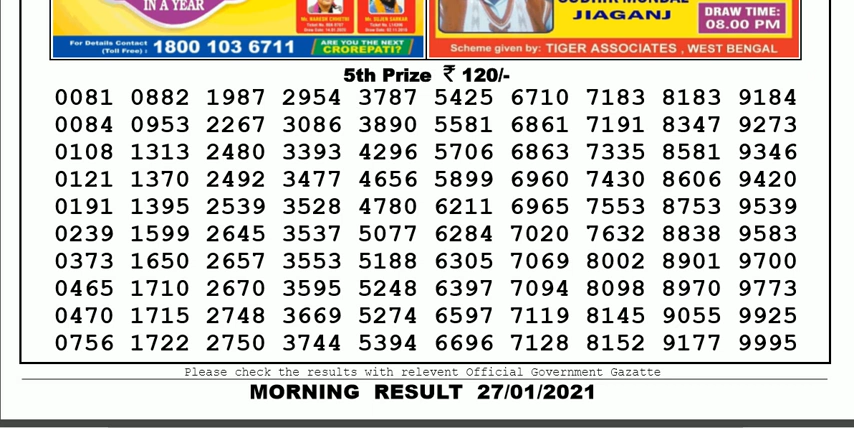 IN A YEAR
For Details Contact
(Toll Free) : 1800 103 6711
ARE YOU THE NEXT
CROREPATI?
JIAGANJ
DRAW TIME:
08.00 PM
Scheme given by: TIGER ASSOCIATES , WEST BENGAL
5th Prize ₹ 120/-
0081 0882 1987 2954 3787 5425 6710 7183 8183 9184
0084 0953 2267 3086 3890 5581 6861 7191 8347 9273
0108 1313 2480 3393 4296 5706 6863 7335 8581 9346
0121 1370 2492 3477 4656 5899 6960 7430 8606 9420
0191 1395 2539 3528 4780 6211 6965 7553 8753 9539
0239 1599 2645 3537 5077 6284 7020 7632 8838 9583
0373 1650 2657 3553 5188 6305 7069 8002 8901 9700
0465 1710 2670 3595 5248 6397 7094 8098 8970 9773
0470 1715 2748 3669 5274 6597 7119 8145 9055 9925
0756 1722 2750 3744 5394 6696 7128 8152 9177 9995
Please check the results with relevent Official Government Gazatte
MORNING RESULT 27/01/2021